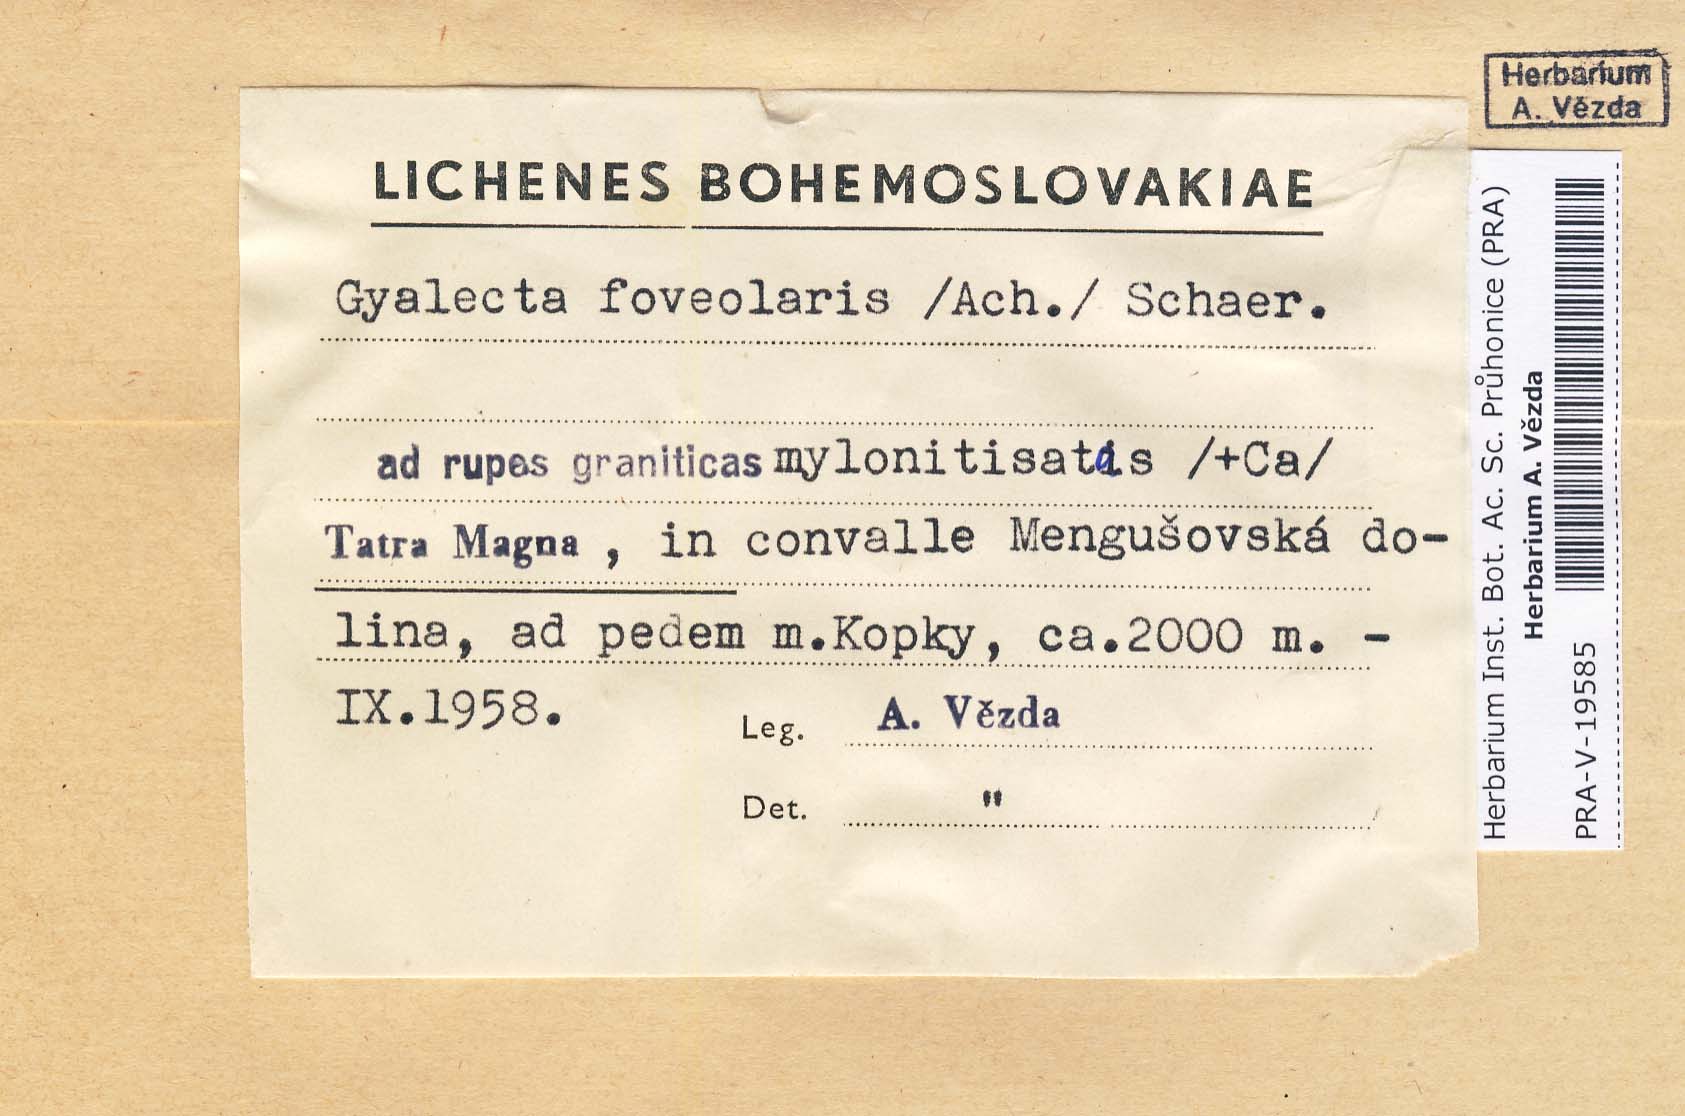 Herbarium
A. Vězda
LICHENES BOHEMOSLOVAKIAE
Gyalecta foveolaris /Ach./ Schaer.
ad rupes graniticas mylonitisatas /+Ca/
Tatra Magna , in convalle Mengušovská do-
lina, ad pedem m.Kopky, ca.2000 m. -
IX.1958.
Leg. A. Vězda
Det. "
Herbarium Inst. Bot. Ac. Sc. Průhonice (PRA)
Herbarium A. Vězda
PRA-V-19585